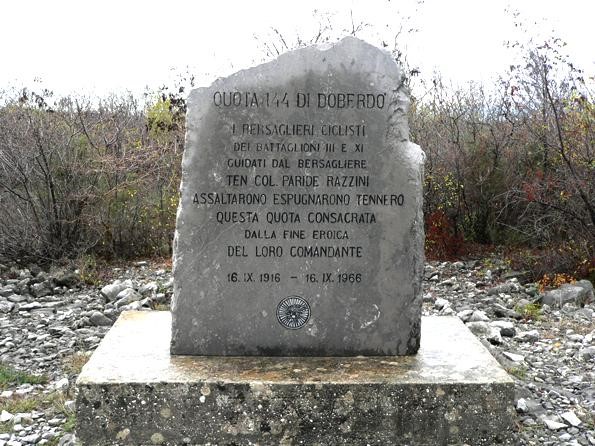 QUOTA 144 DI DOBERDO'
I BERSAGLIERI CICLISTI
DEI BATTAGLIONI III E XI
GUIDATI DAL BERSAGLIERE
TEN COL. PARIDE RAZZINI
ASSALTARONO ESPUGNARONO TENNERO
QUESTA QUOTA CONSACRATA
DALLA FINE EROICA
DEL LORO COMANDANTE
16.IX.1916 - 16.IX.1966